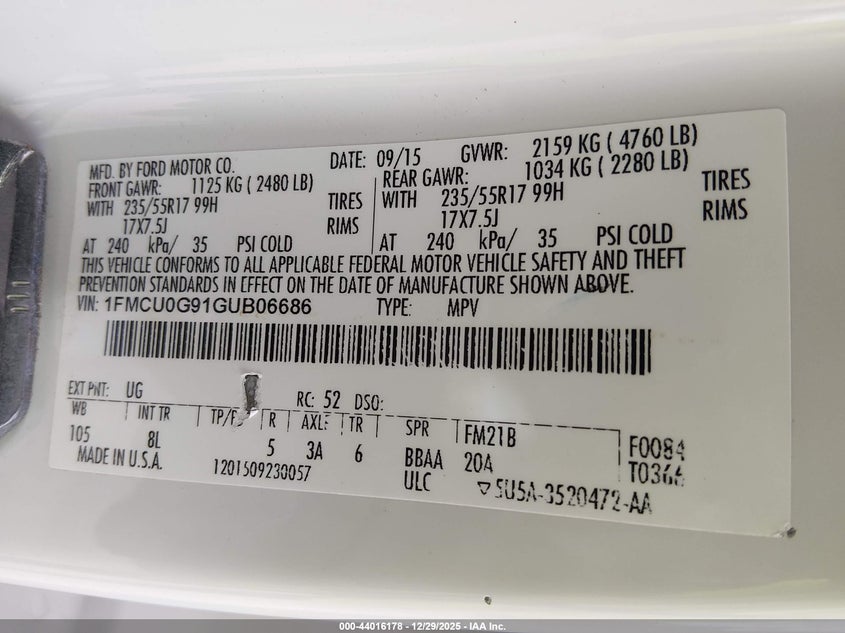 MFD. BY FORD MOTOR CO. DATE: 09/15 GVWR: 2159 KG ( 4760 LB)
FRONT GAWR: 1125 KG ( 2480 LB) REAR GAWR: 1034 KG ( 2280 LB)
WITH 235/55R17 99H TIRES WITH 235/55R17 99H TIRES
17X7.5J RIMS 17X7.5J RIMS
AT 240 kPa/ 35 PSI COLD AT 240 kPa/ 35 PSI COLD
THIS VEHICLE CONFORMS TO ALL APPLICABLE FEDERAL MOTOR VEHICLE SAFETY AND THEFT
PREVENTION STANDARDS IN EFFECT ON THE DATE OF MANUFACTURE SHOWN ABOVE.
VIN: 1FMCU0G91GUB06686 TYPE: MPV
EXT PNT: UG RC: 52 DSO:
WB INT TR TP/ R AXLE TR SPR FM21B F0084
105 8L 5 3A 6 BBAA 20A T0366
MADE IN U.S.A. 1201509230057 ULC ▽5U5A-3520472-AA
000-44016178 - 12/29/2025 - IAA Inc.